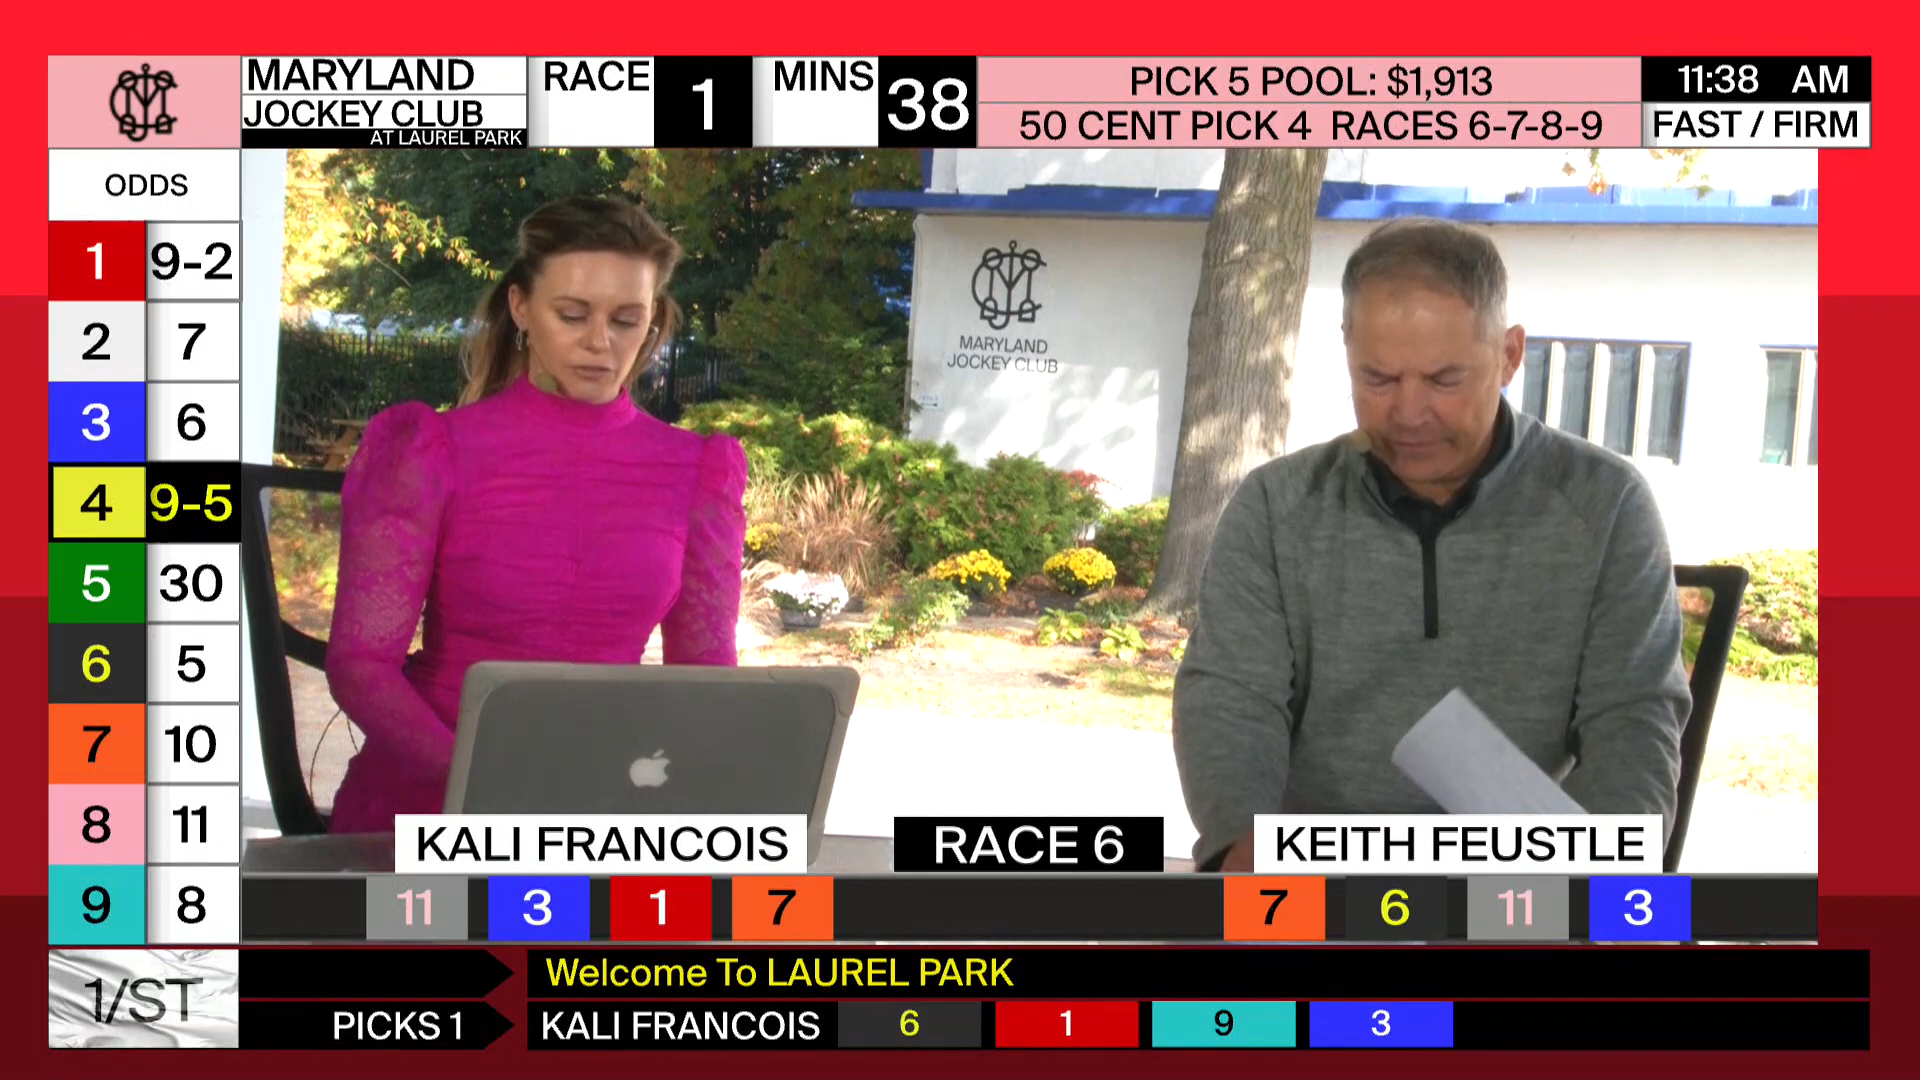 MARYLAND
JOCKEY CLUB
AT LAUREL PARK
RACE 1
MINS 38
PICK 5 POOL: $1,913
50 CENT PICK 4 RACES 6-7-8-9
11:38 AM
FAST / FIRM
ODDS
1 9-2
2 7
3 6
4 9-5
5 30
6 5
7 10
8 11
9 8
MARYLAND
JOCKEY CLUB
KALI FRANCOIS
RACE 6
KEITH FEUSTLE
11 3 1 7
7 6 11 3
1/ST
Welcome To LAUREL PARK
PICKS 1
KALI FRANCOIS 6 1 9 3